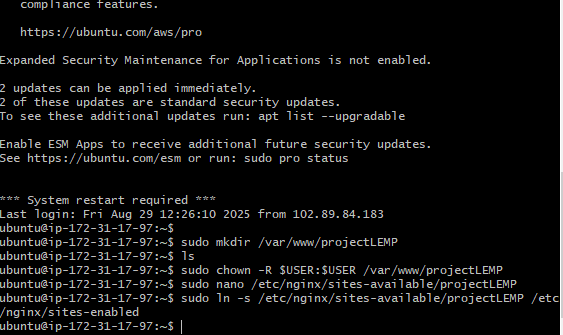 compliance features.
https://ubuntu.com/aws/pro
Expanded Security Maintenance for Applications is not enabled.
2 updates can be applied immediately.
2 of these updates are standard security updates.
To see these additional updates run: apt list --upgradable
Enable ESM Apps to receive additional future security updates.
See https://ubuntu.com/esm or run: sudo pro status
*** System restart required ***
Last login: Fri Aug 29 12:26:10 2025 from 102.89.84.183
ubuntu@ip-172-31-17-97:~$
ubuntu@ip-172-31-17-97:~$ sudo mkdir /var/www/projectLEMP
ubuntu@ip-172-31-17-97:~$ ls
ubuntu@ip-172-31-17-97:~$ sudo chown -R $USER:$USER /var/www/projectLEMP
ubuntu@ip-172-31-17-97:~$ sudo nano /etc/nginx/sites-available/projectLEMP
ubuntu@ip-172-31-17-97:~$ sudo ln -s /etc/nginx/sites-available/projectLEMP /etc
/nginx/sites-enabled
ubuntu@ip-172-31-17-97:~$